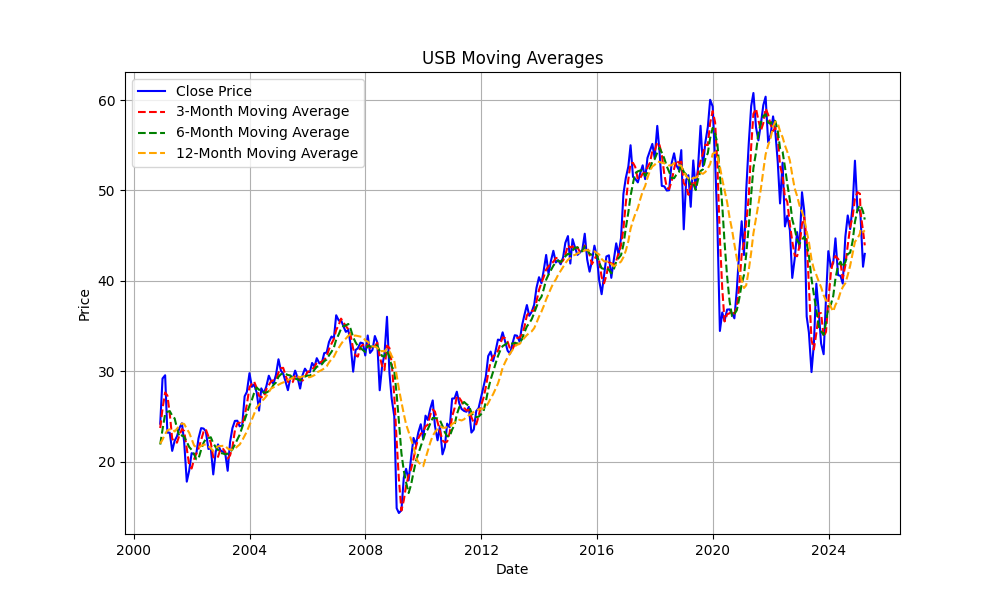 USB Moving Averages
Close Price
3-Month Moving Average
6-Month Moving Average
12-Month Moving Average
60
50
40
30
20
Price
2000 2004 2008 2012 2016 2020 2024
Date